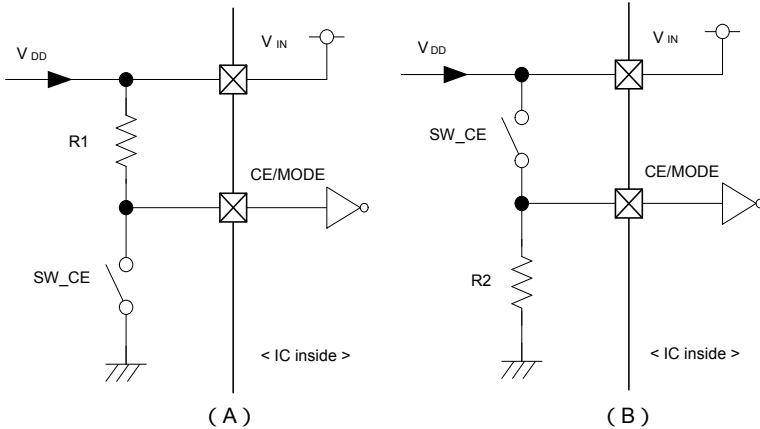 V DD
V IN
R1
CE/MODE
SW_CE
< IC inside >
( A )
V DD
V IN
SW_CE
CE/MODE
R2
< IC inside >
( B )